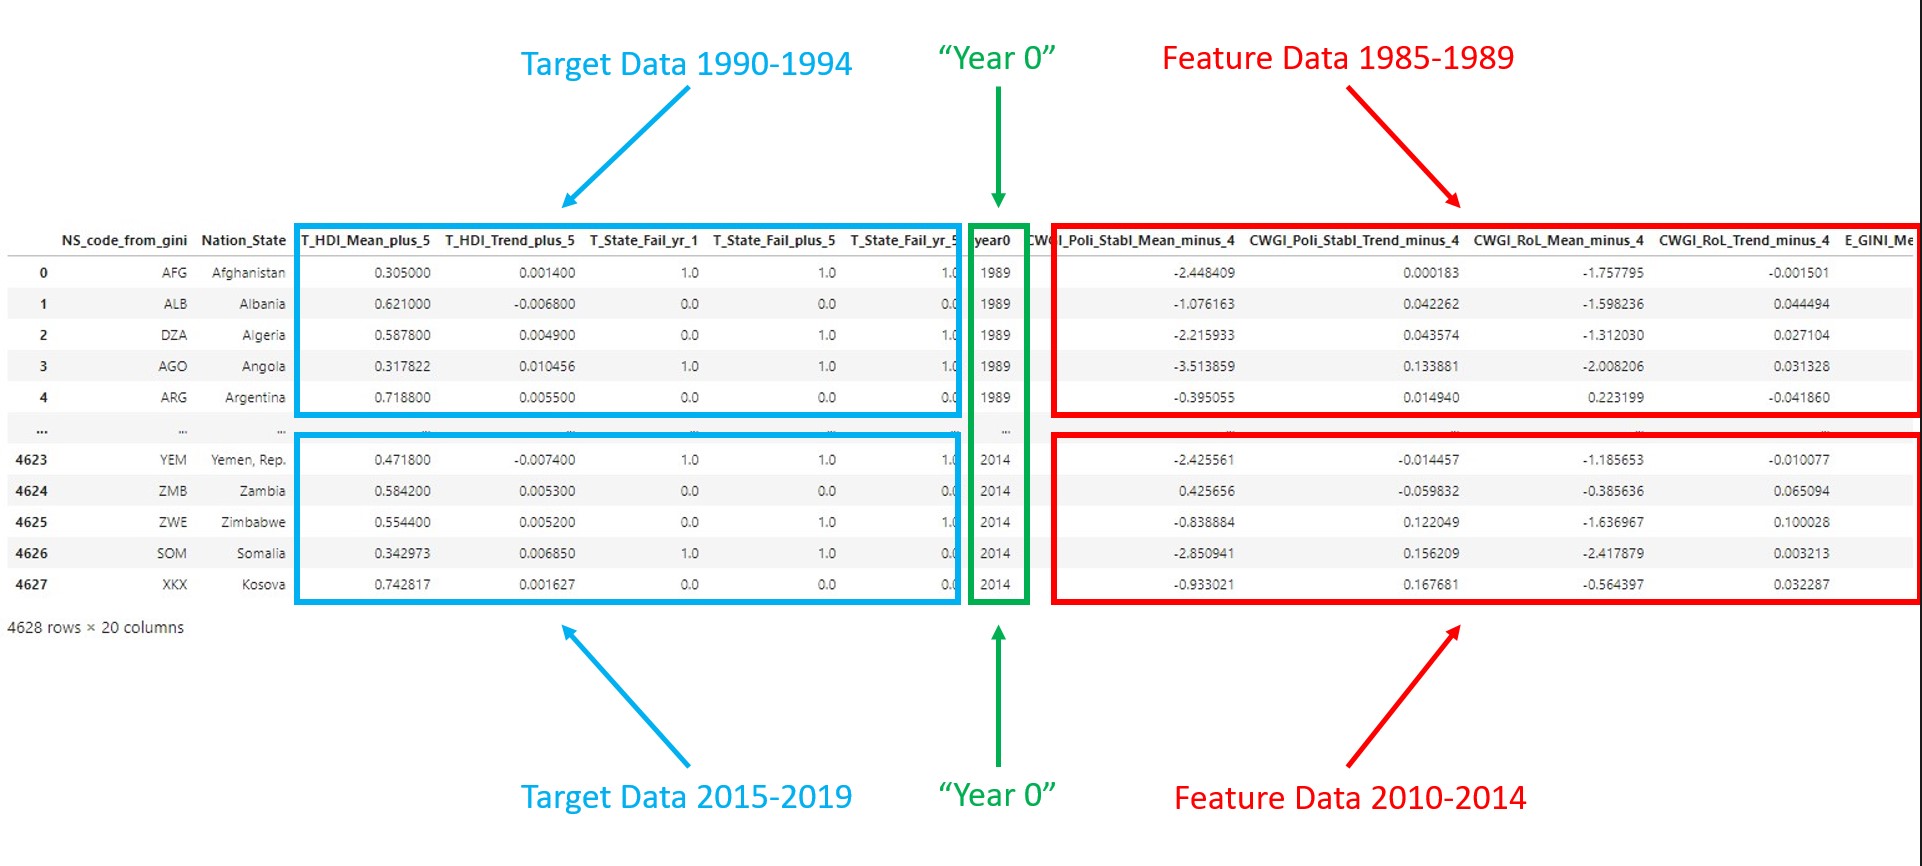 Target Data 1990-1994 “Year 0” Feature Data 1985-1989
NS_code_from_gini Nation_State T_HDI_Mean_plus_5 T_HDI_Trend_plus_5 T_State_Fail_yr_1 T_State_Fail_plus_5 T_State_Fail_yr_5 year0 CWGI_Poli_Stabl_Mean_minus_4 CWGI_Poli_Stabl_Trend_minus_4 CWGI_RoL_Mean_minus_4 CWGI_RoL_Trend_minus_4 E_GINI_Me
0 AFG Afghanistan 0.305000 0.001400 1.0 1.0 1.0 1989 -2.448409 0.000183 -1.757795 -0.001501
1 ALB Albania 0.621000 -0.006800 0.0 0.0 0.0 1989 -1.076163 0.042262 -1.598236 0.044494
2 DZA Algeria 0.587800 0.004900 0.0 1.0 1.0 1989 -2.215933 0.043574 -1.312030 0.027104
3 AGO Angola 0.317822 0.010456 1.0 1.0 1.0 1989 -3.513859 0.133881 -2.008206 0.031328
4 ARG Argentina 0.718800 0.005500 0.0 0.0 0.0 1989 -0.395055 0.014940 0.223199 -0.041860
... ... ... ... ... ... ... ... ... ... ... ... ...
4623 YEM Yemen, Rep. 0.471800 -0.007400 1.0 1.0 1.0 2014 -2.425561 -0.014457 -1.185653 -0.010077
4624 ZMB Zambia 0.584200 0.005300 0.0 0.0 0.0 2014 0.425656 -0.059832 -0.385636 0.065094
4625 ZWE Zimbabwe 0.554400 0.005200 0.0 1.0 1.0 2014 -0.838884 0.122049 -1.636967 0.100028
4626 SOM Somalia 0.342973 0.006850 1.0 1.0 0.0 2014 -2.850941 0.156209 -2.417879 0.003213
4627 XKX Kosova 0.742817 0.001627 0.0 0.0 0.0 2014 -0.933021 0.167681 -0.564397 0.032287
4628 rows × 20 columns
Target Data 2015-2019 “Year 0” Feature Data 2010-2014